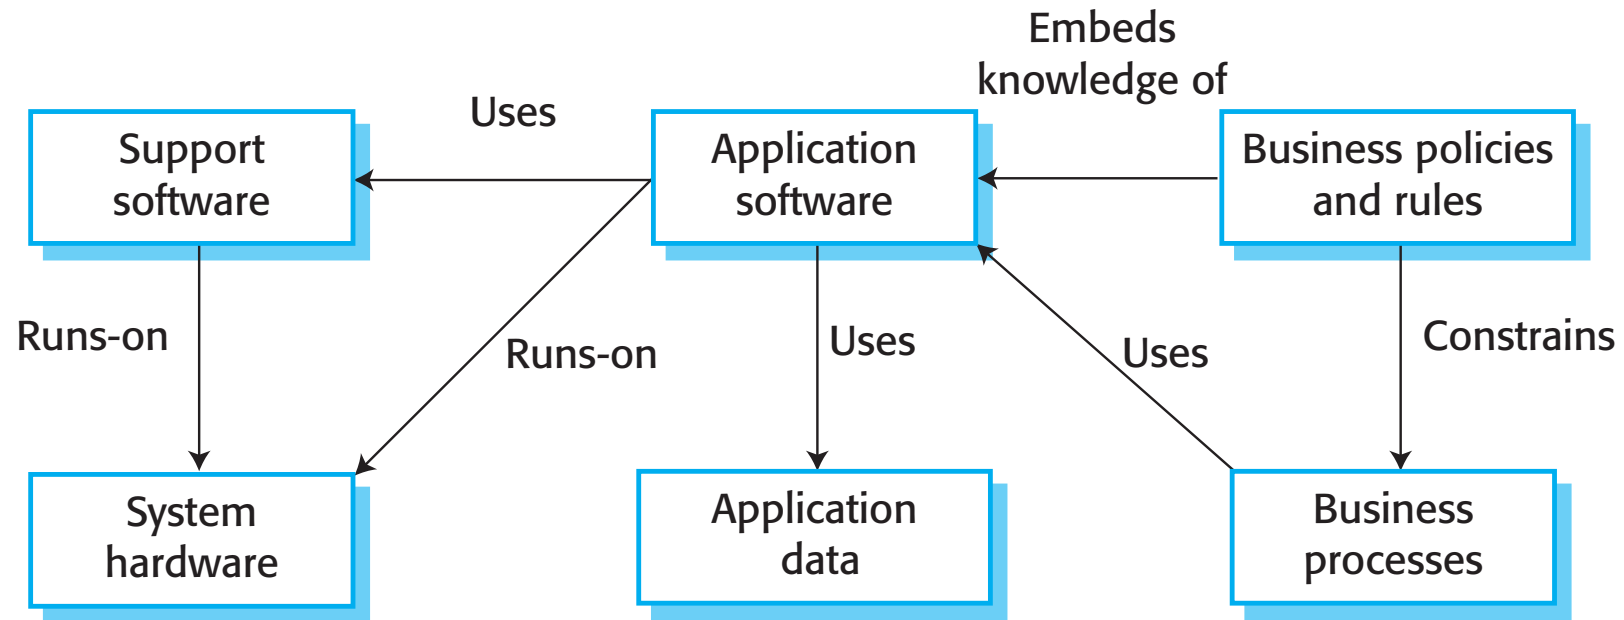 Embeds
knowledge of
Uses
Support
software
Application
software
Business policies
and rules
Runs-on
Runs-on
Uses
Uses
Constrains
System
hardware
Application
data
Business
processes